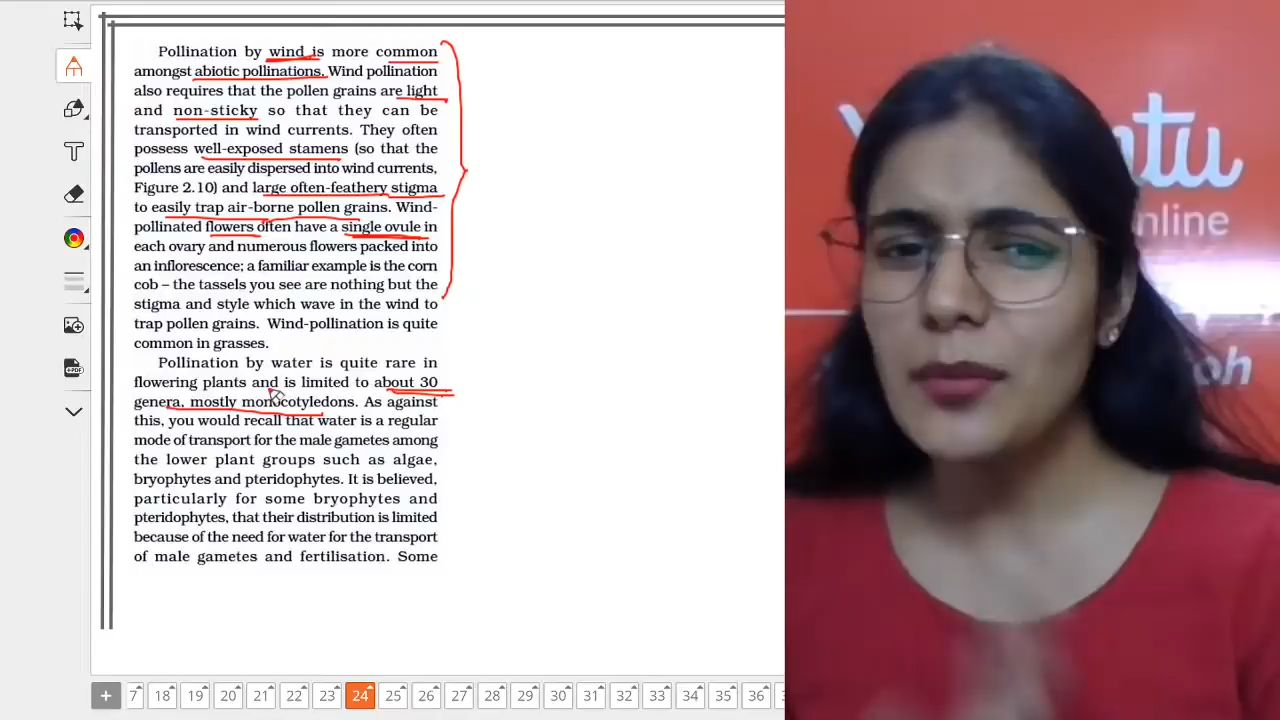 Pollination by wind is more common
amongst abiotic pollinations. Wind pollination
also requires that the pollen grains are light
and non-sticky so that they can be
transported in wind currents. They often
possess well-exposed stamens (so that the
pollens are easily dispersed into wind currents,
Figure 2.10) and large often-feathery stigma
to easily trap air-borne pollen grains. Wind-
pollinated flowers often have a single ovule in
each ovary and numerous flowers packed into
an inflorescence; a familiar example is the corn
cob – the tassels you see are nothing but the
stigma and style which wave in the wind to
trap pollen grains. Wind-pollination is quite
common in grasses.
Pollination by water is quite rare in
flowering plants and is limited to about 30
genera, mostly monocotyledons. As against
this, you would recall that water is a regular
mode of transport for the male gametes among
the lower plant groups such as algae,
bryophytes and pteridophytes. It is believed,
particularly for some bryophytes and
pteridophytes, that their distribution is limited
because of the need for water for the transport
of male gametes and fertilisation. Some
T
+ 7 18 19 20 21 22 23 24 25 26 27 28 29 30 31 32 33 34 35 36